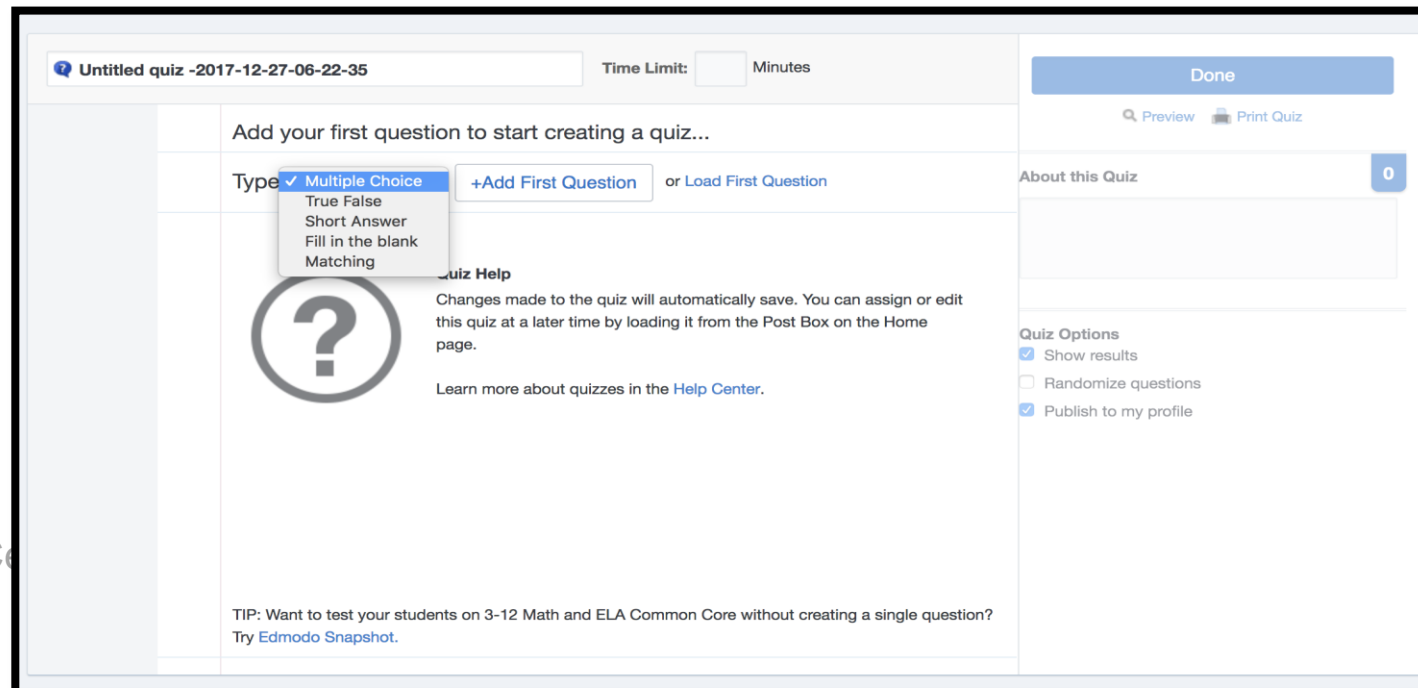 Untitled quiz -2017-12-27-06-22-35
Time Limit: Minutes
Done
Preview Print Quiz
Add your first question to start creating a quiz...
Type ✓ Multiple Choice +Add First Question or Load First Question
True False
Short Answer
Fill in the blank
Matching
About this Quiz 0
Quiz Help
Changes made to the quiz will automatically save. You can assign or edit
this quiz at a later time by loading it from the Post Box on the Home
page.
Learn more about quizzes in the Help Center.
Quiz Options
Show results
Randomize questions
Publish to my profile
TIP: Want to test your students on 3-12 Math and ELA Common Core without creating a single question?
Try Edmodo Snapshot.